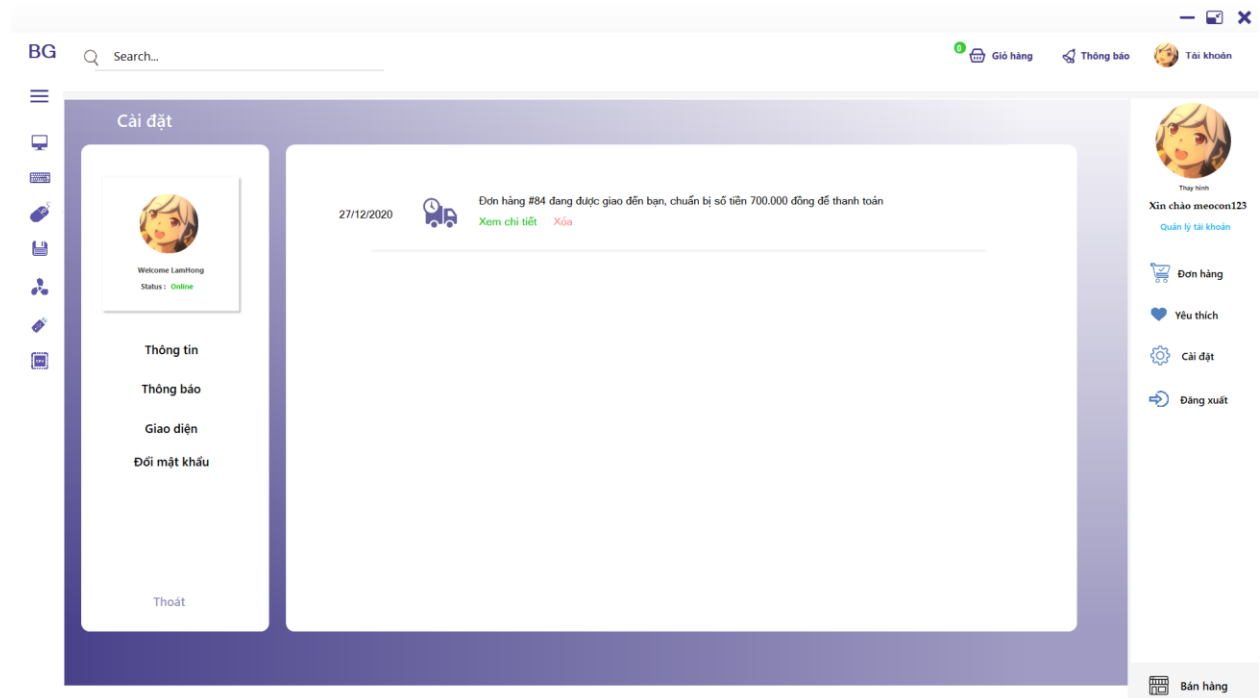 BG
Search...
0
Giỏ hàng
Thông báo
Tài khoản
Cài đặt
Welcome LamHong
Status : Online
Thông tin
Thông báo
Giao diện
Đổi mật khẩu
Thoát
27/12/2020
Đơn hàng #84 đang được giao đến bạn, chuẩn bị số tiền 700.000 đồng để thanh toán
Xem chi tiết Xóa
Thay hình
Xin chào meocon123
Quản lý tài khoản
Đơn hàng
Yêu thích
Cài đặt
Đăng xuất
Bán hàng